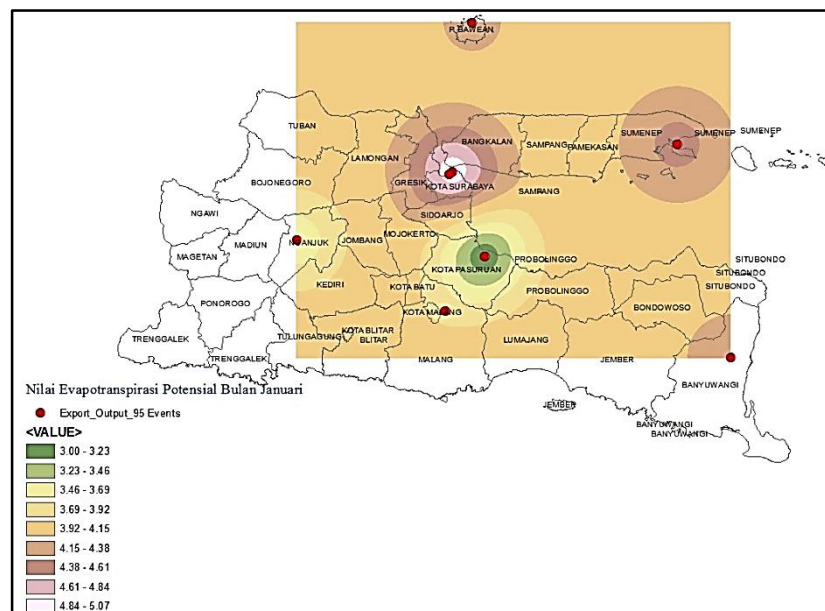 P. BAWEAN
TUBAN
LAMONGAN
BANGKALAN
SAMPANG
PAMEKASAN
SUMENEP
SUMENEP
SUMENEP
BOJONEGORO
GRESIK
KOTA SURABAYA
SAMPANG
NGAWI
SIDOARJO
MADIUN
NGANJUK
JOMBANG
MOJOKERTO
MAGETAN
KOTA PASURUAN
PROBOLINGGO
SITUBONDO
SITUBONDO
SITUBONDO
KEDIRI
KOTA BATU
PROBOLINGGO
BONDOWOSO
PONOROGO
KOTA MALANG
TRENGGALEK
TULUNGAGUNG
KOTA BLITAR
BLITAR
LUMAJANG
TRENGGALEK
MALANG
JEMBER
BANYUWANGI
JEMBER
BANYUWANGI
BANYUWANGI
Nilai Evapotranspirasi Potensial Bulan Januari
Export_Output_95 Events
<VALUE>
3.00 - 3.23
3.23 - 3.46
3.46 - 3.69
3.69 - 3.92
3.92 - 4.15
4.15 - 4.38
4.38 - 4.61
4.61 - 4.84
4.84 - 5.07